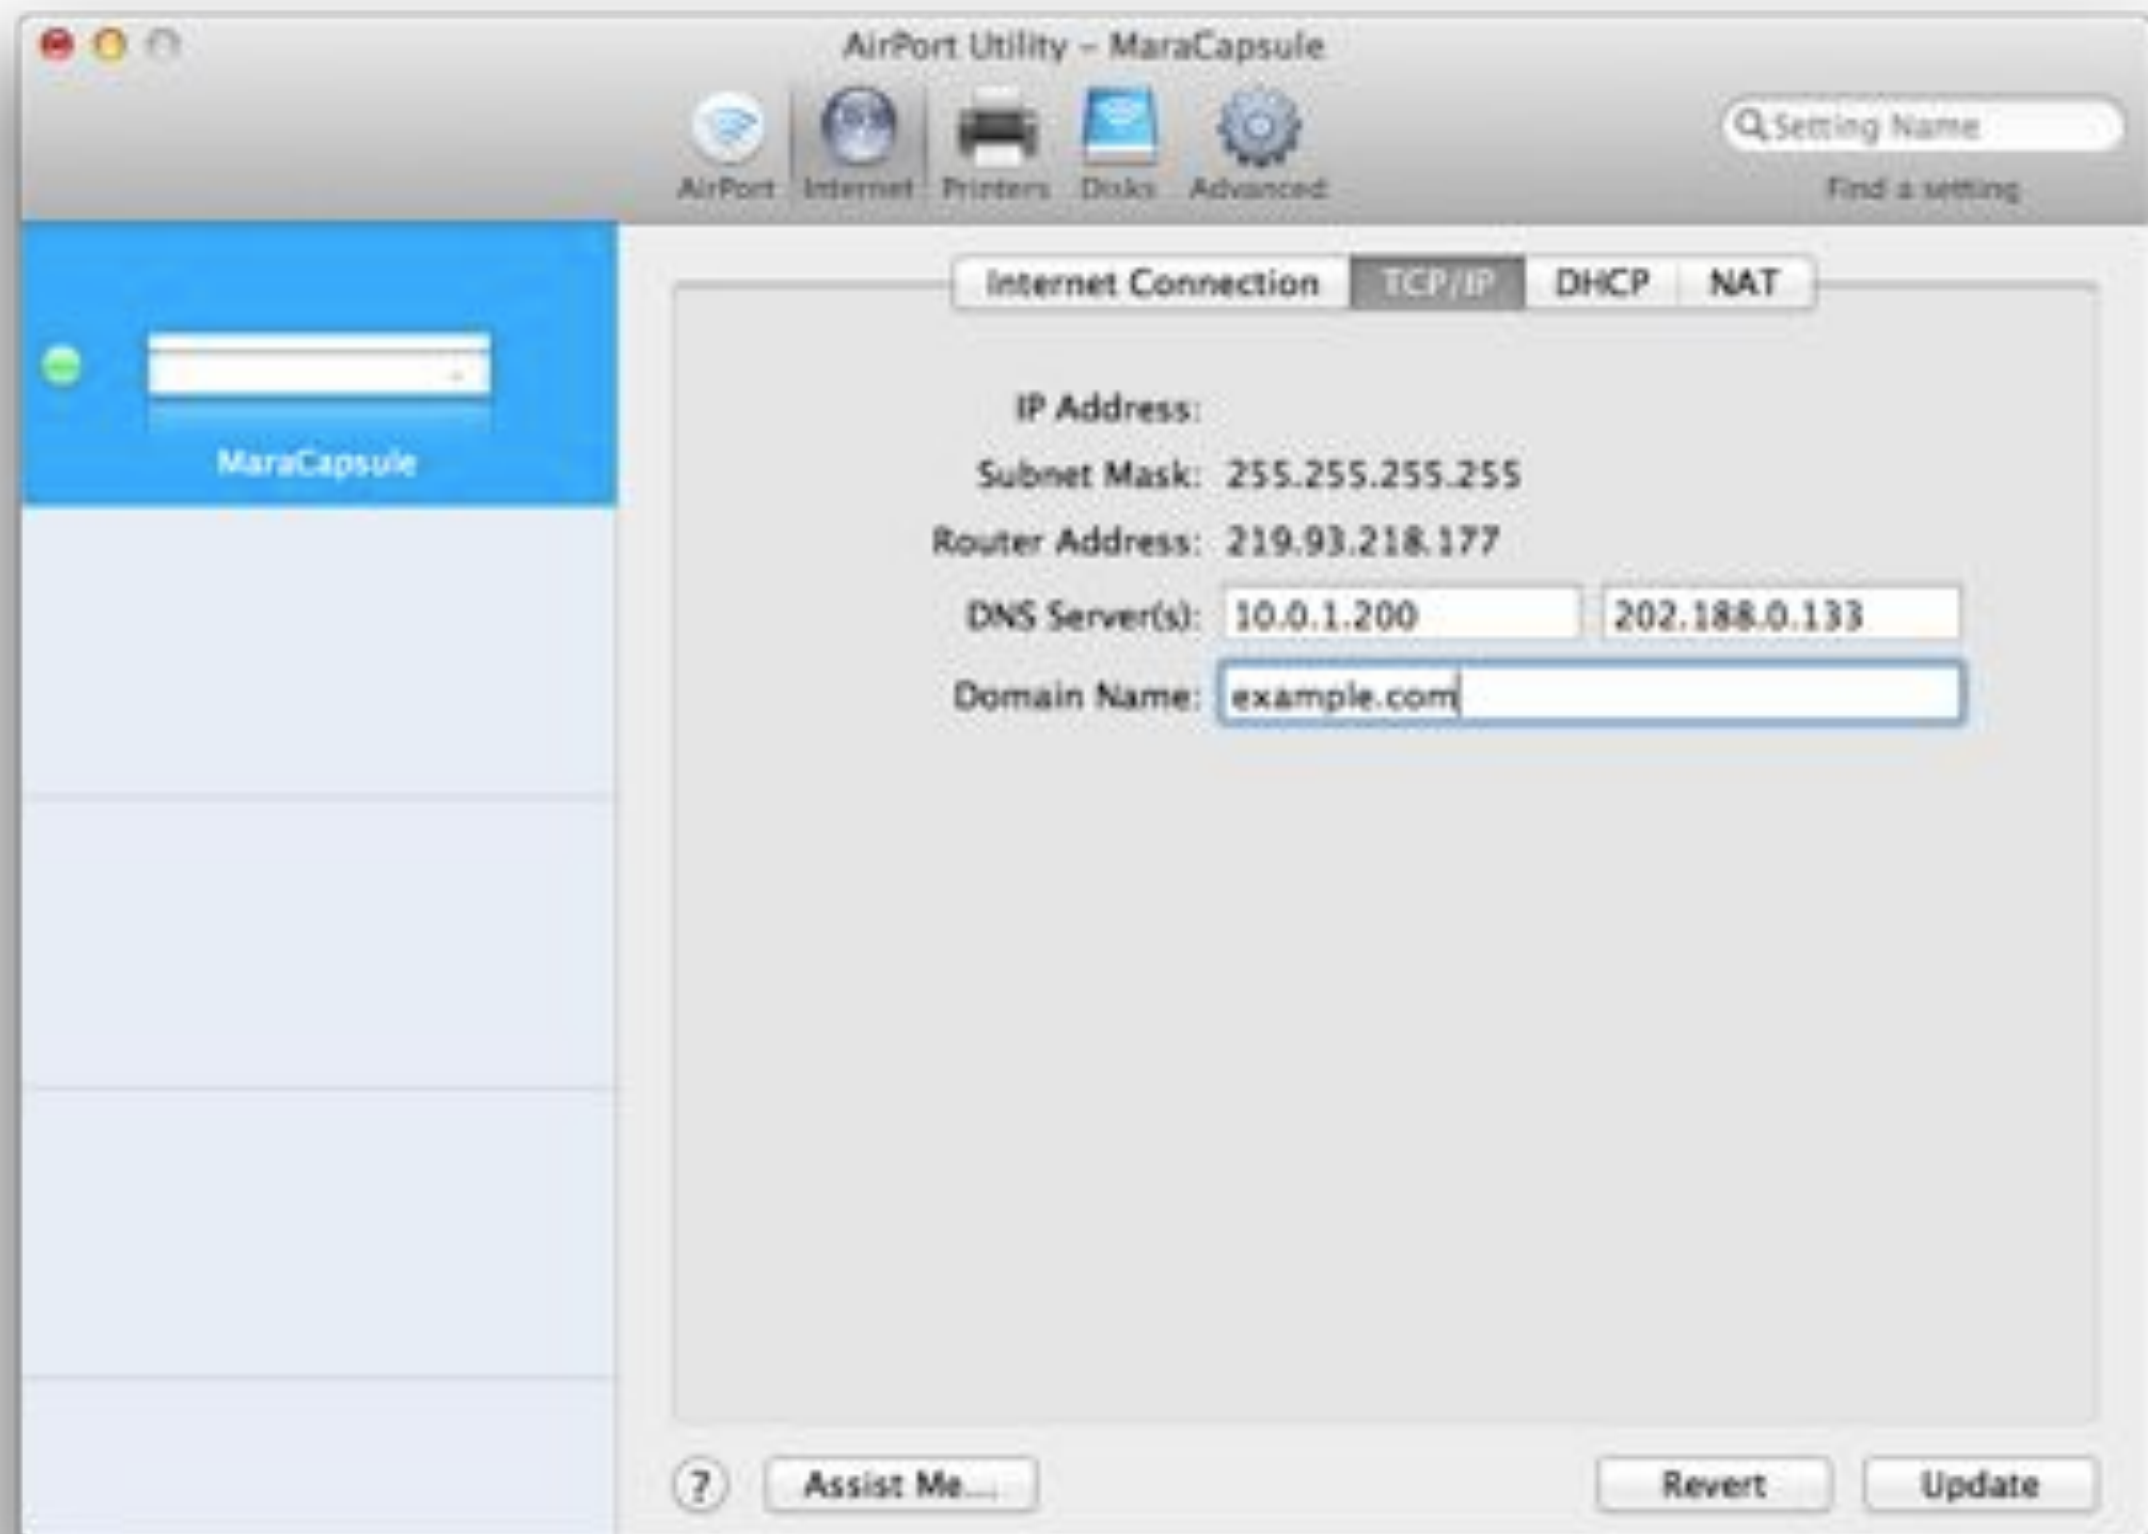 AirPort Utility – MaraCapsule
AirPort Internet Printers Disks Advanced
Setting Name
Find a setting
MaraCapsule
Internet Connection TCP/IP DHCP NAT
IP Address:
Subnet Mask: 255.255.255.255
Router Address: 219.93.218.177
DNS Server(s): 10.0.1.200 202.188.0.133
Domain Name: example.com
? Assist Me... Revert Update